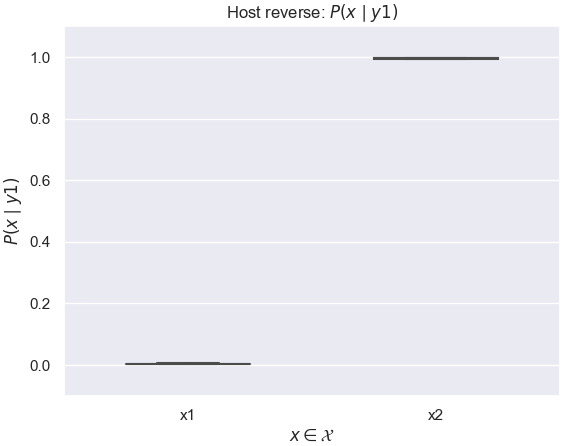 Host reverse: P(x | y1)
P(x | y1)
1.0
0.8
0.6
0.4
0.2
0.0
x1 x2
x ∈ 𝒳